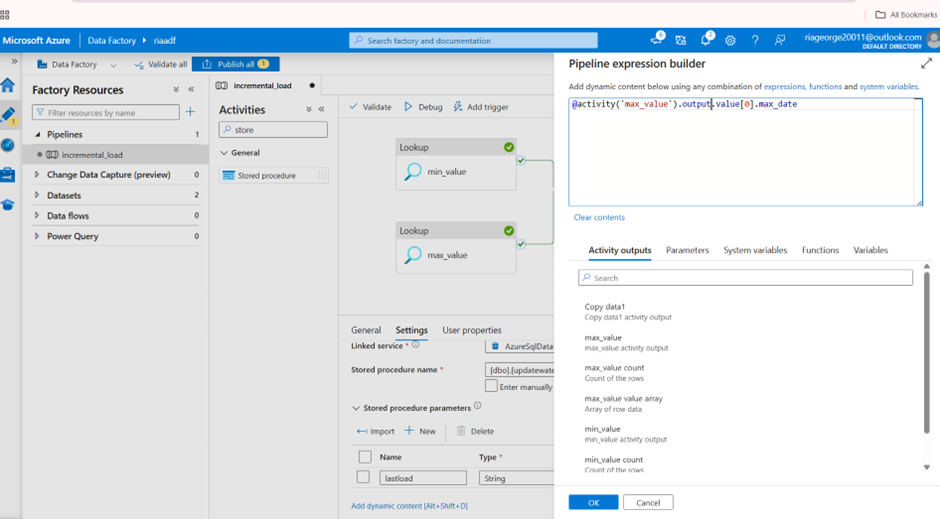 All Bookmarks
Microsoft Azure
Data Factory
riaadf
Search factory and documentation
6
2
riageorge20011@outlook.com
DEFAULT DIRECTORY
Data Factory
Validate all
Publish all 1
Factory Resources
Filter resources by name
Pipelines 1
incremental_load
Change Data Capture (preview) 0
Datasets 2
Data flows 0
Power Query 0
incremental_load
Activities
store
General
Stored procedure
Validate
Debug
Add trigger
Lookup
min_value
Lookup
max_value
General
Settings
User properties
Linked service *
AzureSqlData
Stored procedure name *
[dbo].[updatewate
Enter manually
Stored procedure parameters
Import
New
Delete
Name
Type *
lastload
String
Add dynamic content [Alt+Shift+D]
Pipeline expression builder
Add dynamic content below using any combination of expressions, functions and system variables.
@activity('max_value').output.value[0].max_date
Clear contents
Activity outputs
Parameters
System variables
Functions
Variables
Search
Copy data1
Copy data1 activity output
max_value
max_value activity output
max_value count
Count of the rows
max_value value array
Array of row data
min_value
min_value activity output
min_value count
Count of the rows
OK
Cancel